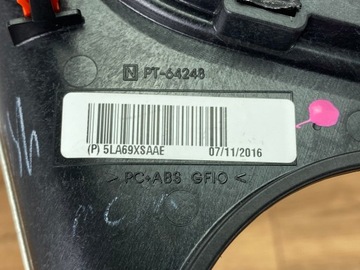 N PT-64248
(P) 5LA69XSAAE 07/11/2016
> PC+ABS GF10 <